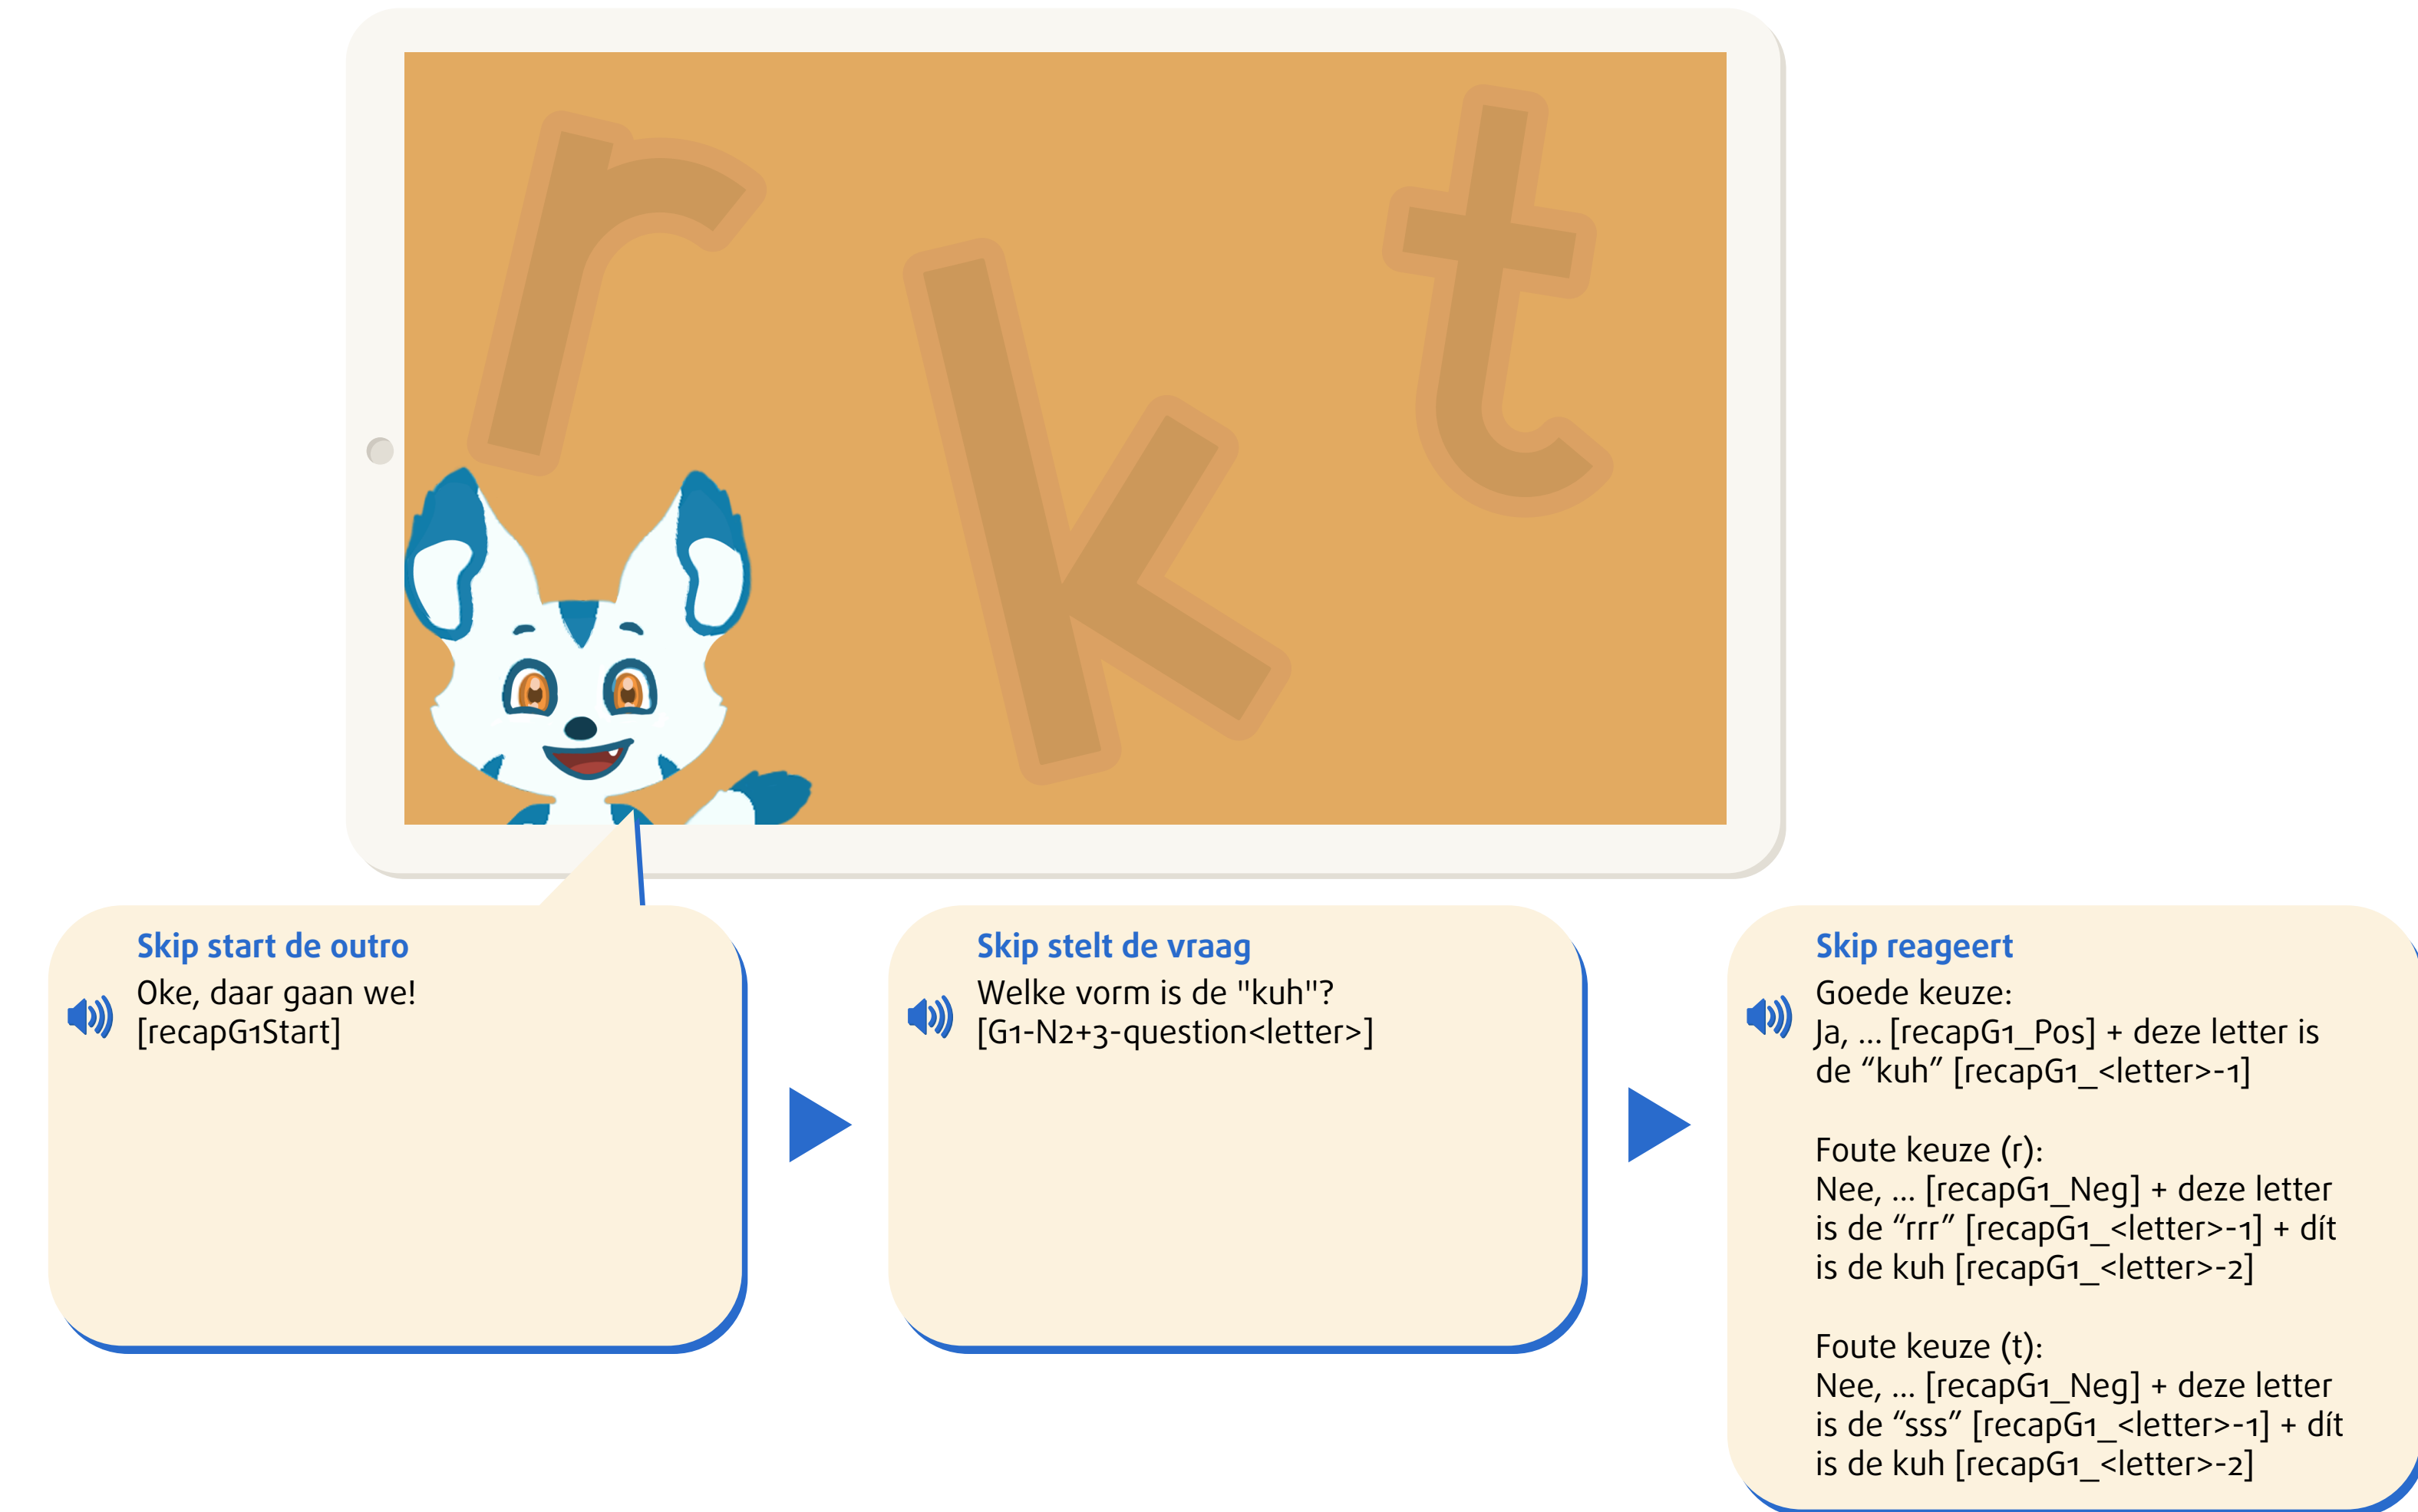 r
k
t
Skip start de outro
Oke, daar gaan we!
[recapG1Start]
Skip stelt de vraag
Welke vorm is de "kuh"?
[G1-N2+3-question<letter>]
Skip reageert
Goede keuze:
Ja, ... [recapG1_Pos] + deze letter is
de “kuh” [recapG1_<letter>-1]
Foute keuze (r):
Nee, ... [recapG1_Neg] + deze letter
is de “rrr” [recapG1_<letter>-1] + dít
is de kuh [recapG1_<letter>-2]
Foute keuze (t):
Nee, ... [recapG1_Neg] + deze letter
is de “sss” [recapG1_<letter>-1] + dít
is de kuh [recapG1_<letter>-2]